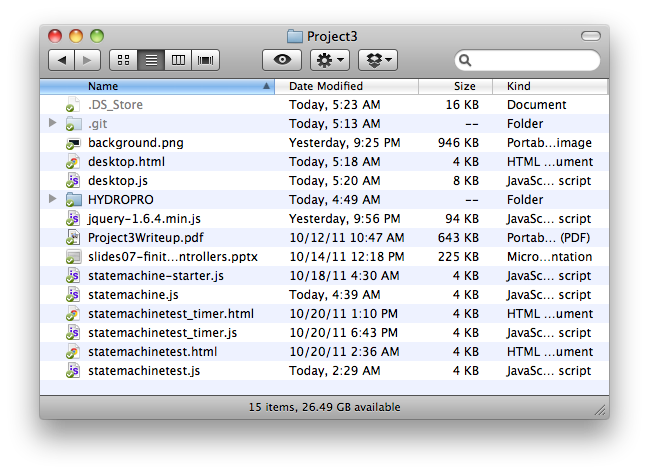 Project3
Name Date Modified Size Kind
.DS_Store Today, 5:23 AM 16 KB Document
.git Today, 5:13 AM -- Folder
background.png Yesterday, 9:25 PM 946 KB Portab...image
desktop.html Today, 5:18 AM 4 KB HTML ...ument
desktop.js Today, 5:20 AM 8 KB JavaSc... script
HYDROPRO Today, 4:49 AM -- Folder
jquery-1.6.4.min.js Yesterday, 9:56 PM 94 KB JavaSc... script
Project3Writeup.pdf 10/12/11 10:47 AM 643 KB Portab... (PDF)
slides07-finit...ntrollers.pptx 10/14/11 12:18 PM 225 KB Micro...ntation
statemachine-starter.js 10/18/11 4:30 AM 4 KB JavaSc... script
statemachine.js Today, 4:39 AM 4 KB JavaSc... script
statemachinetest_timer.html 10/20/11 1:10 PM 4 KB HTML ...ument
statemachinetest_timer.js 10/20/11 6:43 PM 4 KB JavaSc... script
statemachinetest.html 10/20/11 2:36 AM 4 KB HTML ...ument
statemachinetest.js Today, 2:29 AM 4 KB JavaSc... script
15 items, 26.49 GB available